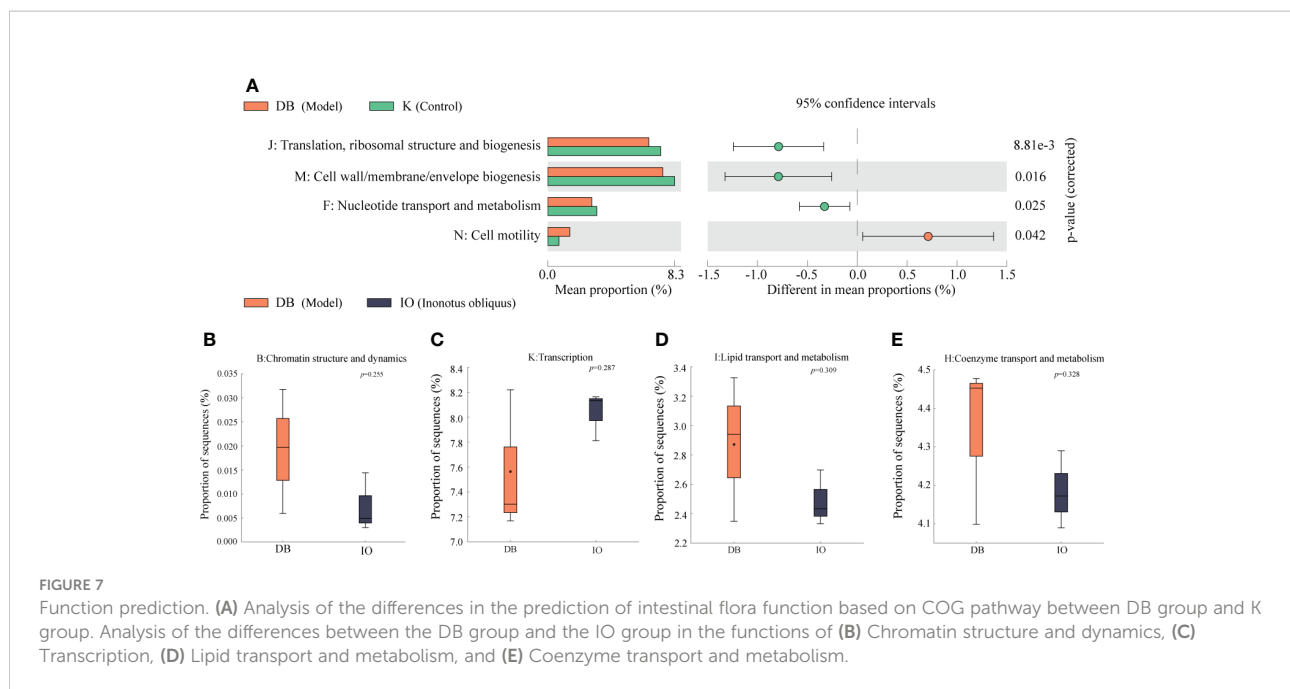 A
DB (Model) K (Control)
95% confidence intervals
J: Translation, ribosomal structure and biogenesis
8.81e-3
M: Cell wall/membrane/envelope biogenesis
0.016
F: Nucleotide transport and metabolism
0.025
N: Cell motility
0.042
p-value (corrected)
0.0 8.3
-1.5 -1.0 -0.5 0.0 0.5 1.0 1.5
Mean proportion (%)
Different in mean proportions (%)
DB (Model) IO (Inonotus obliquus)
B
B:Chromatin structure and dynamics
p=0.255
Proportion of sequences (%)
0.035
0.030
0.025
0.020
0.015
0.010
0.005
0.000
DB IO
C
K:Transcription
p=0.287
Proportion of sequences (%)
8.4
8.2
8.0
7.8
7.6
7.4
7.2
7.0
DB IO
D
I:Lipid transport and metabolism
p=0.309
Proportion of sequences (%)
3.4
3.2
3.0
2.8
2.6
2.4
2.2
DB IO
E
H:Coenzyme transport and metabolism
p=0.328
Proportion of sequences (%)
4.5
4.4
4.3
4.2
4.1
DB IO
FIGURE 7
Function prediction. (A) Analysis of the differences in the prediction of intestinal flora function based on COG pathway between DB group and K
group. Analysis of the differences between the DB group and the IO group in the functions of (B) Chromatin structure and dynamics, (C)
Transcription, (D) Lipid transport and metabolism, and (E) Coenzyme transport and metabolism.